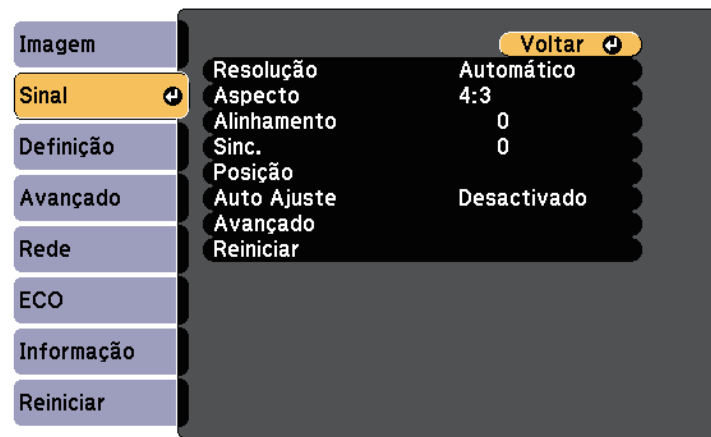 Imagem
Sinal
Definição
Avançado
Rede
ECO
Informação
Reiniciar
Voltar
Resolução Automático
Aspecto 4:3
Alinhamento 0
Sinc. 0
Posição
Auto Ajuste Desactivado
Avançado
Reiniciar